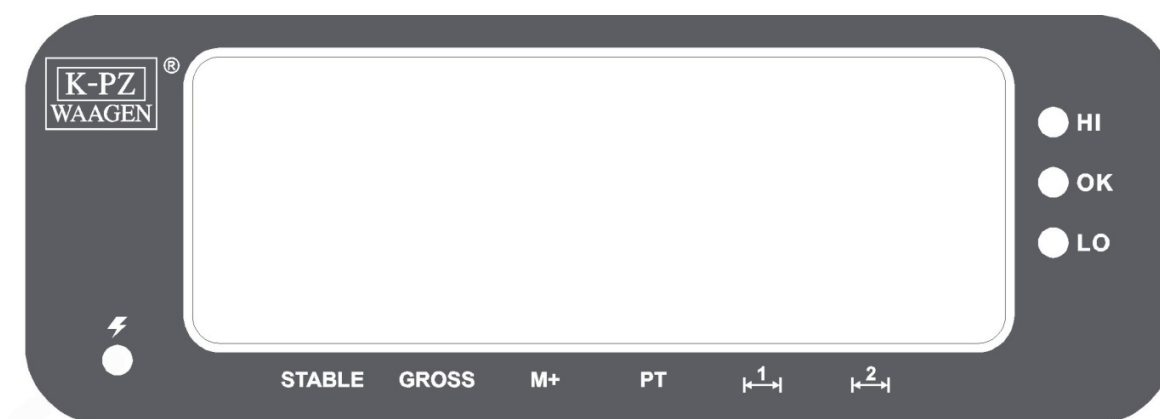 K-PZ ®
WAAGEN
HI
OK
LO
STABLE GROSS M+ PT 1 2